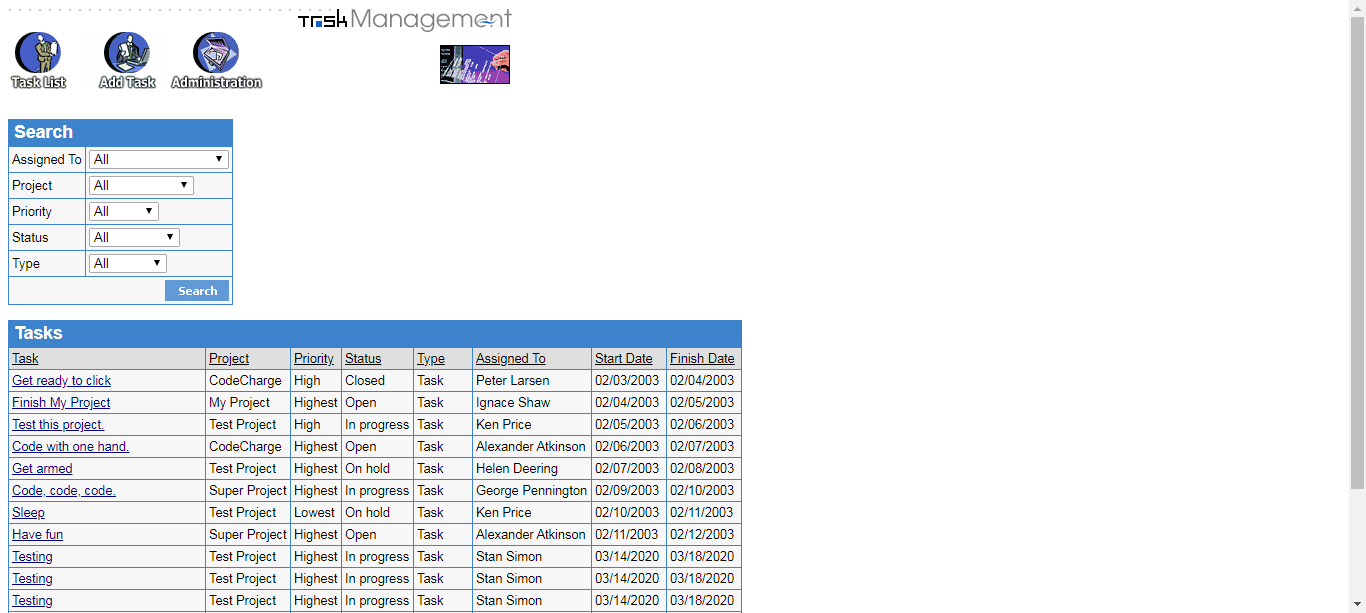 TaskManagement
Task List Add Task Administration
Search
Assigned To All
Project All
Priority All
Status All
Type All
Search
Tasks
Task Project Priority Status Type Assigned To Start Date Finish Date
Get ready to click CodeCharge High Closed Task Peter Larsen 02/03/2003 02/04/2003
Finish My Project My Project Highest Open Task Ignace Shaw 02/04/2003 02/05/2003
Test this project. Test Project High In progress Task Ken Price 02/05/2003 02/06/2003
Code with one hand. CodeCharge Highest Open Task Alexander Atkinson 02/06/2003 02/07/2003
Get armed Test Project Highest On hold Task Helen Deering 02/07/2003 02/08/2003
Code, code, code. Super Project Highest In progress Task George Pennington 02/09/2003 02/10/2003
Sleep Test Project Lowest On hold Task Ken Price 02/10/2003 02/11/2003
Have fun Super Project Highest Open Task Alexander Atkinson 02/11/2003 02/12/2003
Testing Test Project Highest In progress Task Stan Simon 03/14/2020 03/18/2020
Testing Test Project Highest In progress Task Stan Simon 03/14/2020 03/18/2020
Testing Test Project Highest In progress Task Stan Simon 03/14/2020 03/18/2020